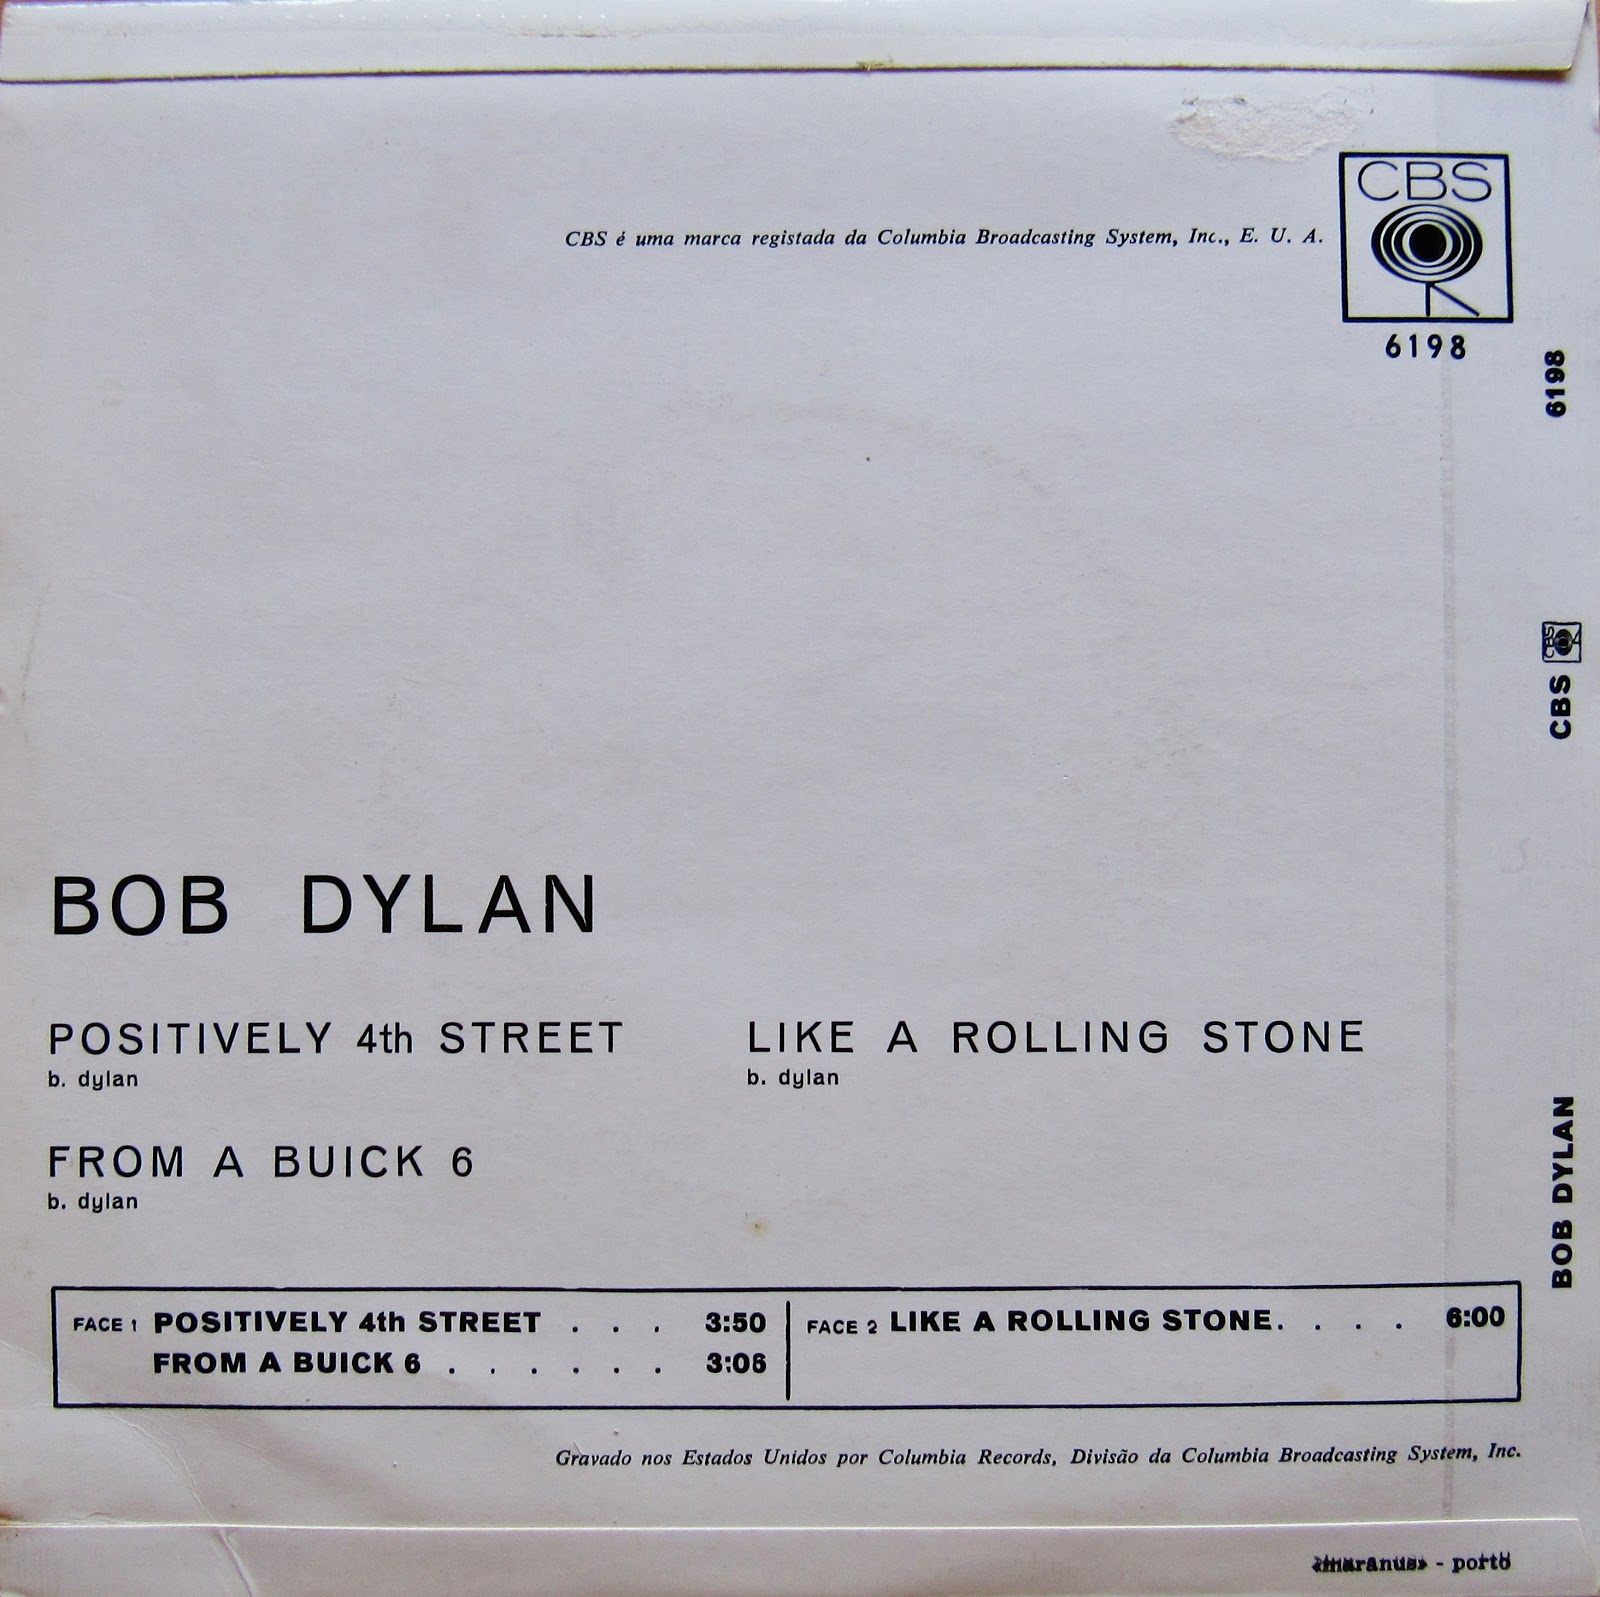 CBS
CBS é uma marca registada da Columbia Broadcasting System, Inc., E. U. A.
6198
6198
CBS
CBS
BOB DYLAN
BOB DYLAN
POSITIVELY 4th STREET
b. dylan
LIKE A ROLLING STONE
b. dylan
FROM A BUICK 6
b. dylan
FACE 1 POSITIVELY 4th STREET . . . 3:50
FROM A BUICK 6 . . . . . . 3:06
FACE 2 LIKE A ROLLING STONE. . . . 6:00
Gravado nos Estados Unidos por Columbia Records, Divisão da Columbia Broadcasting System, Inc.
«maranus» - porto